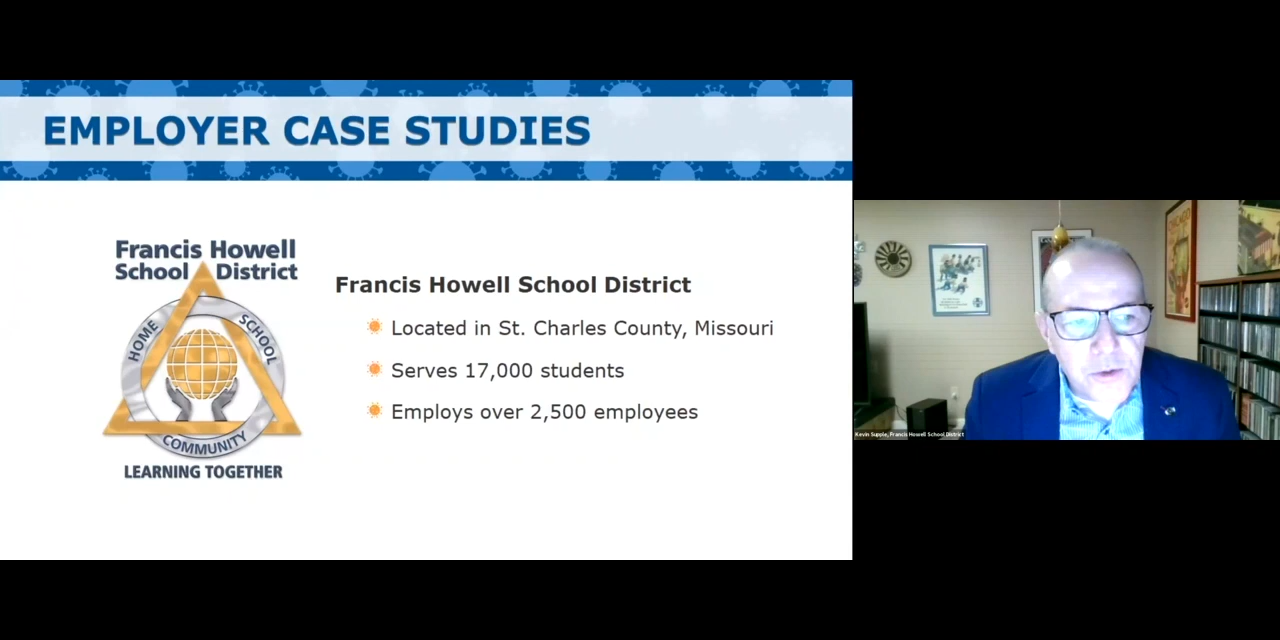 EMPLOYER CASE STUDIES
Francis Howell
School District
HOME
SCHOOL
COMMUNITY
LEARNING TOGETHER
Francis Howell School District
Located in St. Charles County, Missouri
Serves 17,000 students
Employs over 2,500 employees
Kevin Supple, Francis Howell School District